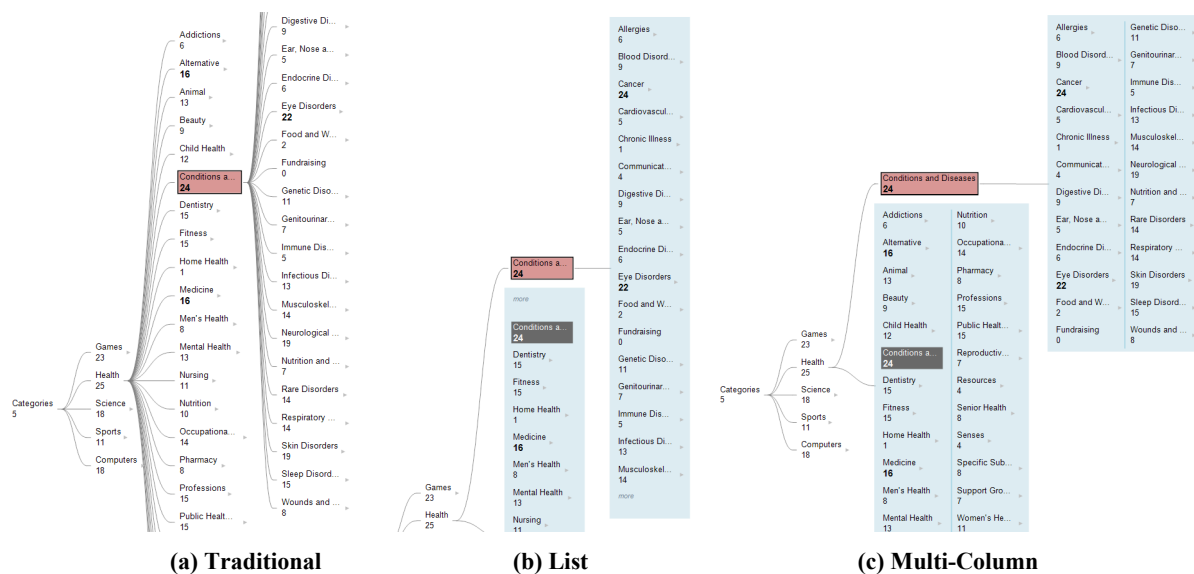 Addictions
6
Alternative
16
Animal
13
Beauty
9
Child Health
12
Conditions a...
24
Dentistry
15
Fitness
15
Home Health
1
Medicine
16
Men's Health
8
Mental Health
13
Nursing
11
Nutrition
10
Occupationa...
14
Pharmacy
8
Professions
15
Public Healt...
15
Games
23
Health
25
Science
18
Sports
11
Computers
18
Categories
5
Digestive Di...
9
Ear, Nose a...
5
Endocrine Di...
6
Eye Disorders
22
Food and W...
2
Fundraising
0
Genetic Diso...
11
Genitourinar...
7
Immune Dis...
5
Infectious Di...
13
Musculoskel...
14
Neurological ...
19
Nutrition and ...
7
Rare Disorders
14
Respiratory ...
14
Skin Disorders
19
Sleep Disord...
15
Wounds and ...
8
(a) Traditional
Conditions a...
24
more
Conditions a...
24
Dentistry
15
Fitness
15
Home Health
1
Medicine
16
Men's Health
8
Mental Health
13
Nursing
11
Games
23
Health
25
Allergies
6
Blood Disord...
9
Cancer
24
Cardiovascul...
5
Chronic Illness
1
Communicat...
4
Digestive Di...
9
Ear, Nose a...
5
Endocrine Di...
6
Eye Disorders
22
Food and W...
2
Fundraising
0
Genetic Diso...
11
Genitourinar...
7
Immune Dis...
5
Infectious Di...
13
Musculoskel...
14
more
(b) List
Categories
5
Games
23
Health
25
Science
18
Sports
11
Computers
18
Conditions and Diseases
24
Addictions
6
Alternative
16
Animal
13
Beauty
9
Child Health
12
Conditions a...
24
Dentistry
15
Fitness
15
Home Health
1
Medicine
16
Men's Health
8
Mental Health
13
Nutrition
10
Occupationa...
14
Pharmacy
8
Professions
15
Public Healt...
15
Reproductiv...
7
Resources
4
Senior Health
8
Senses
4
Specific Sub...
8
Support Gro...
7
Women's He...
11
Allergies
6
Blood Disord...
9
Cancer
24
Cardiovascul...
5
Chronic Illness
1
Communicat...
4
Digestive Di...
9
Ear, Nose a...
5
Endocrine Di...
6
Eye Disorders
22
Food and W...
2
Fundraising
0
Genetic Diso...
11
Genitourinar...
7
Immune Dis...
5
Infectious Di...
13
Musculoskel...
14
Neurological ...
19
Nutrition and ...
7
Rare Disorders
14
Respiratory ...
14
Skin Disorders
19
Sleep Disord...
15
Wounds and ...
8
(c) Multi-Column